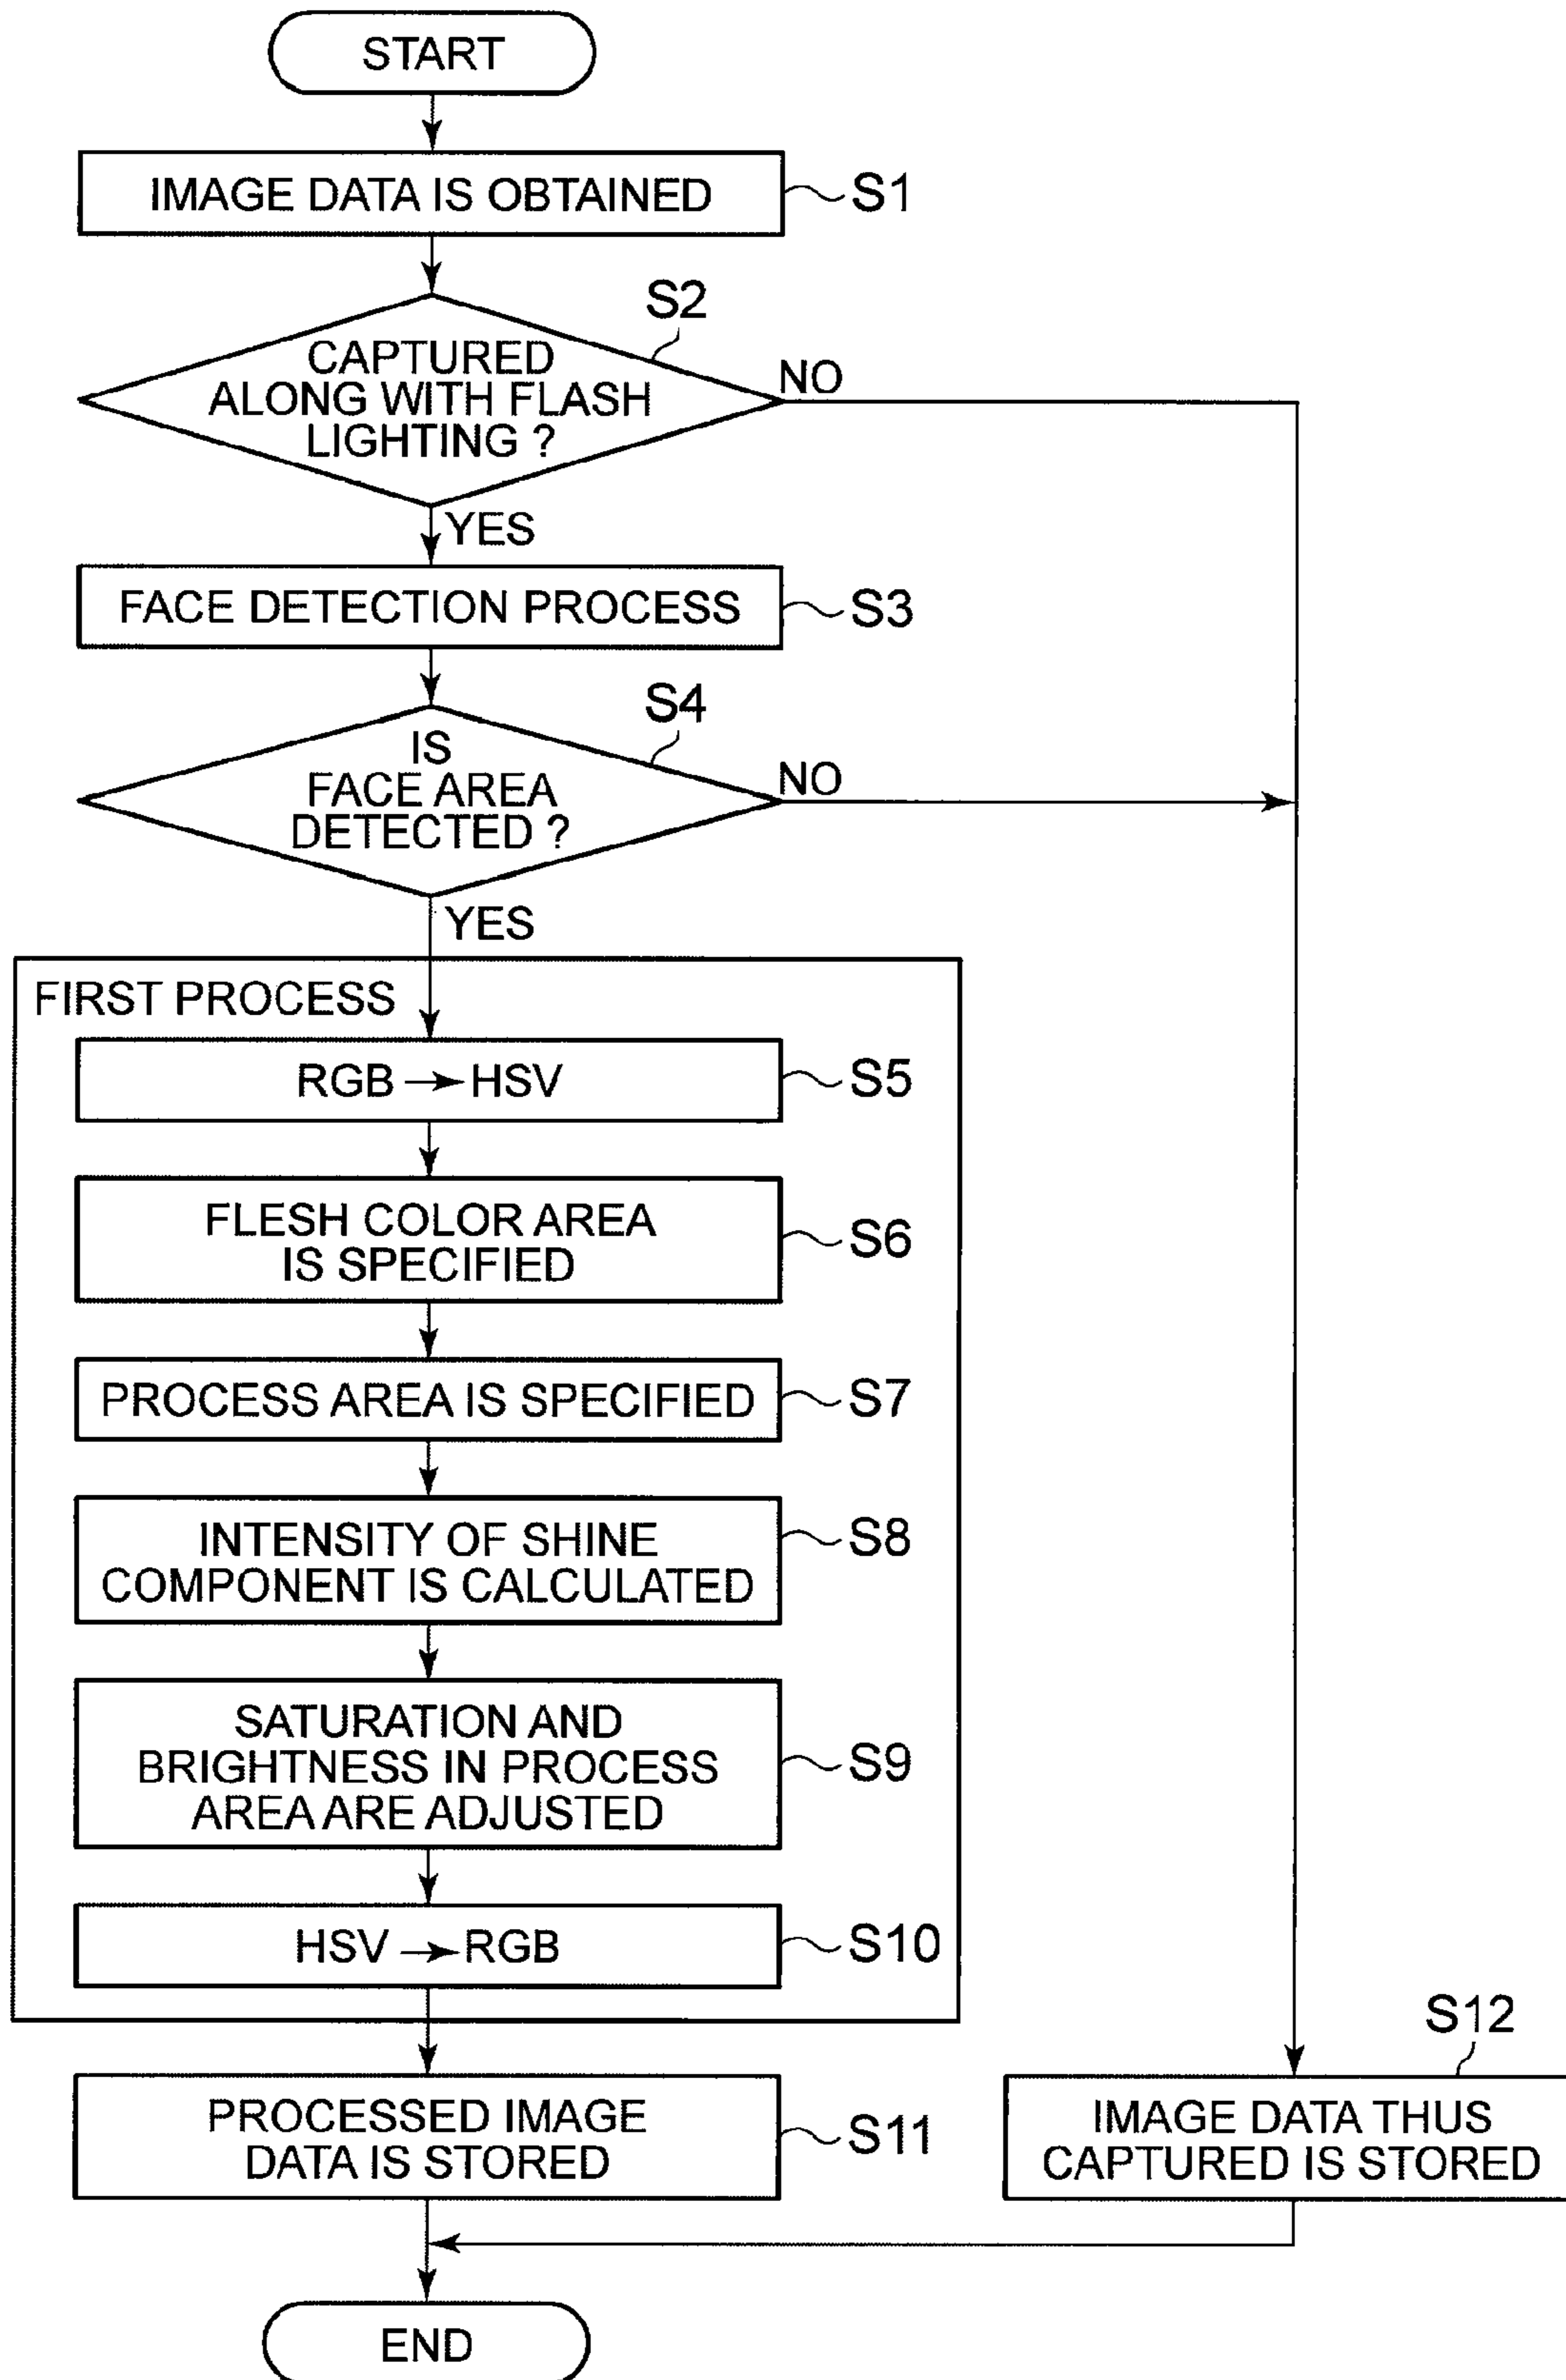 START
IMAGE DATA IS OBTAINED
S1
S2
CAPTURED
ALONG WITH FLASH
LIGHTING ?
NO
YES
FACE DETECTION PROCESS
S3
S4
IS
FACE AREA
DETECTED ?
NO
YES
FIRST PROCESS
RGB → HSV
S5
FLESH COLOR AREA
IS SPECIFIED
S6
PROCESS AREA IS SPECIFIED
S7
INTENSITY OF SHINE
COMPONENT IS CALCULATED
S8
SATURATION AND
BRIGHTNESS IN PROCESS
AREA ARE ADJUSTED
S9
HSV → RGB
S10
PROCESSED IMAGE
DATA IS STORED
S11
S12
IMAGE DATA THUS
CAPTURED IS STORED
END